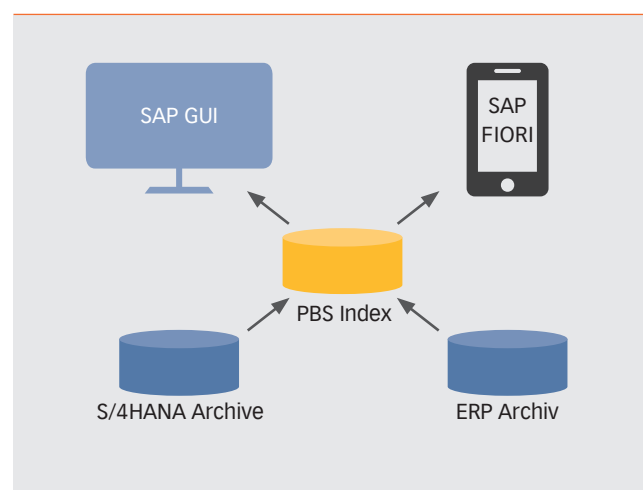 SAP GUI
SAP
FIORI
PBS Index
S/4HANA Archive
ERP Archiv